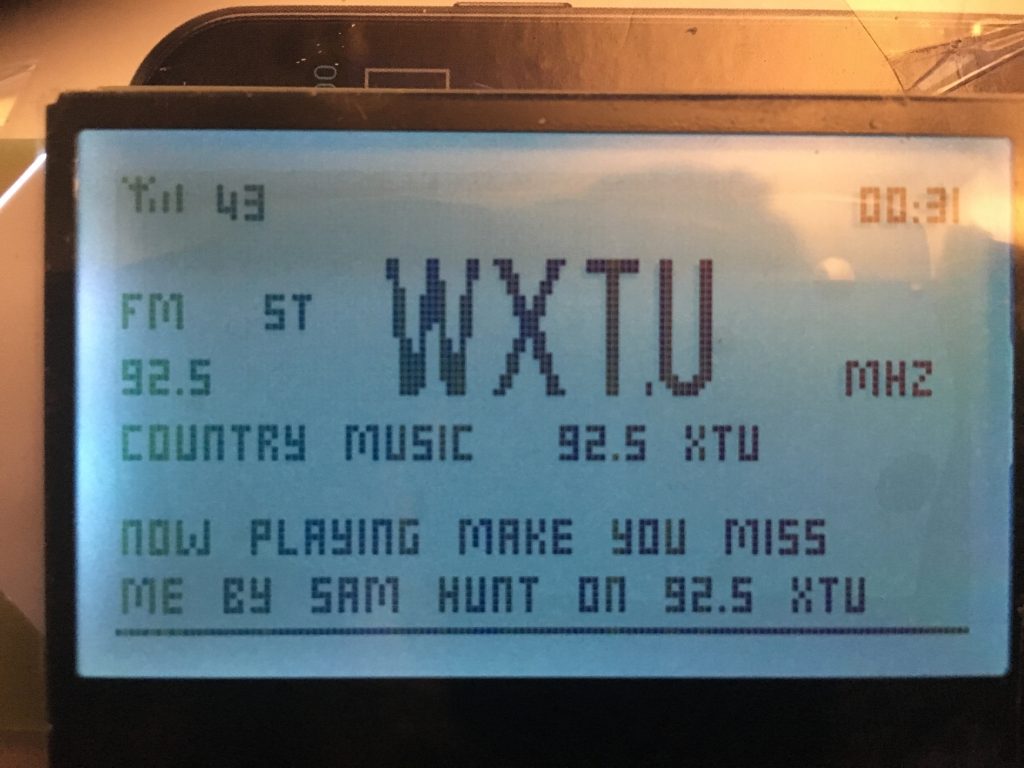 43 00:31
FM ST WXT.U
92.5 MHZ
COUNTRY MUSIC 92.5 XTU
NOW PLAYING MAKE YOU MISS
ME BY SAM HUNT ON 92.5 XTU